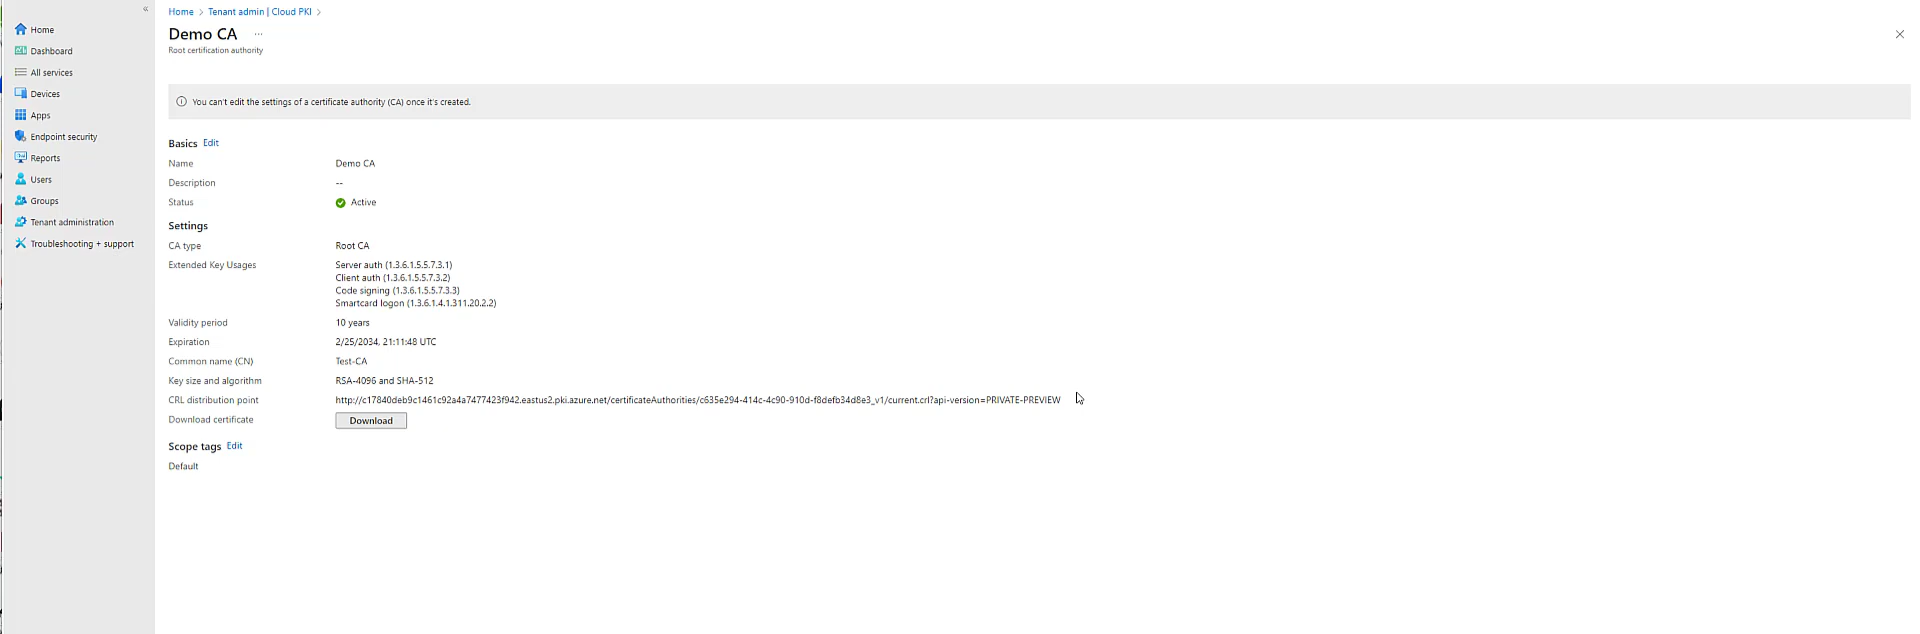 «
Home
Dashboard
All services
Devices
Apps
Endpoint security
Reports
Users
Groups
Tenant administration
Troubleshooting + support
Home > Tenant admin | Cloud PKI >
Demo CA ...
Root certification authority
You can't edit the settings of a certificate authority (CA) once it's created.
Basics Edit
Name Demo CA
Description --
Status Active
Settings
CA type Root CA
Extended Key Usages Server auth (1.3.6.1.5.5.7.3.1)
Client auth (1.3.6.1.5.5.7.3.2)
Code signing (1.3.6.1.5.5.7.3.3)
Smartcard logon (1.3.6.1.4.1.311.20.2.2)
Validity period 10 years
Expiration 2/25/2034, 21:11:48 UTC
Common name (CN) Test-CA
Key size and algorithm RSA-4096 and SHA-512
CRL distribution point http://c17840deb9c1461c92a4a7477423f942.eastus2.pki.azure.net/certificateAuthorities/c635e294-414c-4c90-910d-f8defb34d8e3_v1/current.crl?api-version=PRIVATE-PREVIEW
Download certificate Download
Scope tags Edit
Default